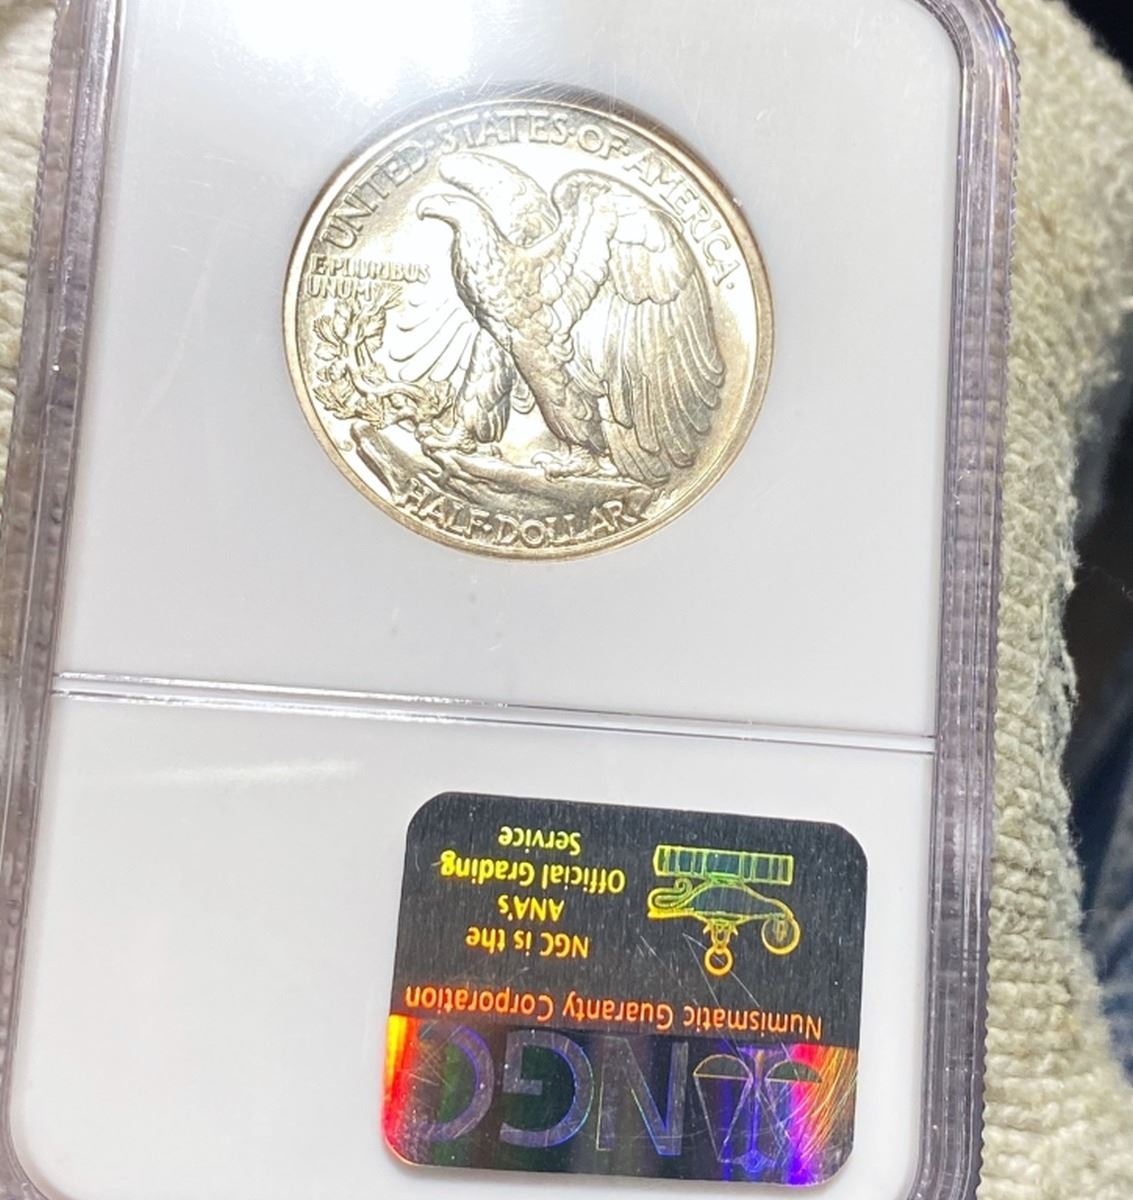 UNITED·STATES·OF·AMERICA·
E·PLURIBUS
UNUM
HALF·DOLLAR
NGC
Numismatic Guaranty Corporation
NGC is the
ANA's
Official Grading
Service